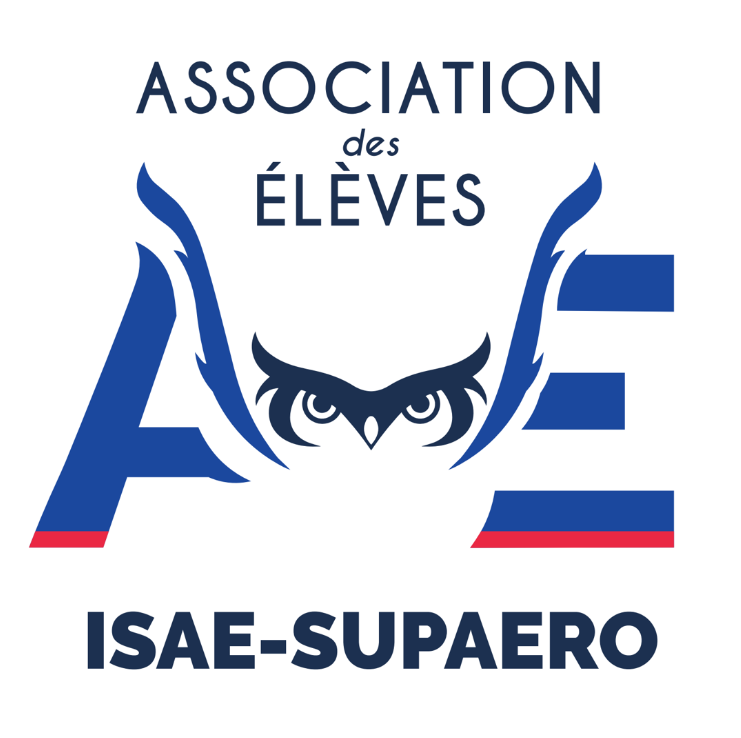 ASSOCIATION
des
ÉLÈVES
AE
ISAE-SUPAERO